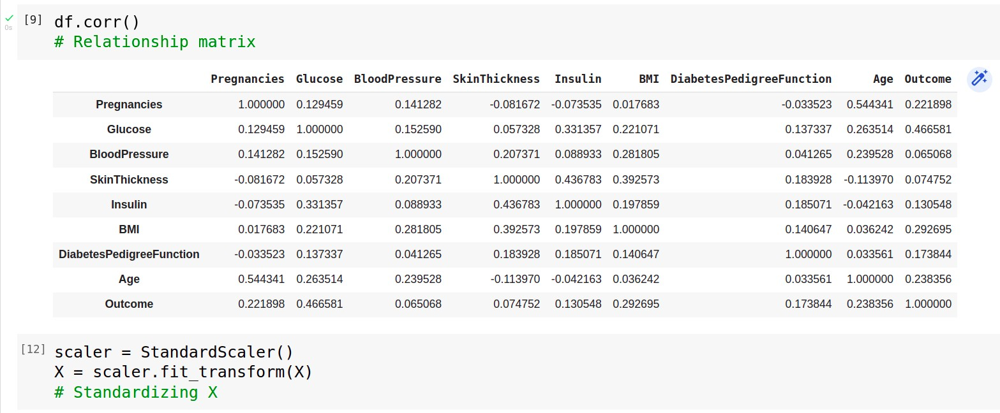 [9] df.corr()
0s
# Relationship matrix
Pregnancies Glucose BloodPressure SkinThickness Insulin BMI DiabetesPedigreeFunction Age Outcome
Pregnancies 1.000000 0.129459 0.141282 -0.081672 -0.073535 0.017683 -0.033523 0.544341 0.221898
Glucose 0.129459 1.000000 0.152590 0.057328 0.331357 0.221071 0.137337 0.263514 0.466581
BloodPressure 0.141282 0.152590 1.000000 0.207371 0.088933 0.281805 0.041265 0.239528 0.065068
SkinThickness -0.081672 0.057328 0.207371 1.000000 0.436783 0.392573 0.183928 -0.113970 0.074752
Insulin -0.073535 0.331357 0.088933 0.436783 1.000000 0.197859 0.185071 -0.042163 0.130548
BMI 0.017683 0.221071 0.281805 0.392573 0.197859 1.000000 0.140647 0.036242 0.292695
DiabetesPedigreeFunction -0.033523 0.137337 0.041265 0.183928 0.185071 0.140647 1.000000 0.033561 0.173844
Age 0.544341 0.263514 0.239528 -0.113970 -0.042163 0.036242 0.033561 1.000000 0.238356
Outcome 0.221898 0.466581 0.065068 0.074752 0.130548 0.292695 0.173844 0.238356 1.000000
[12] scaler = StandardScaler()
X = scaler.fit_transform(X)
# Standardizing X